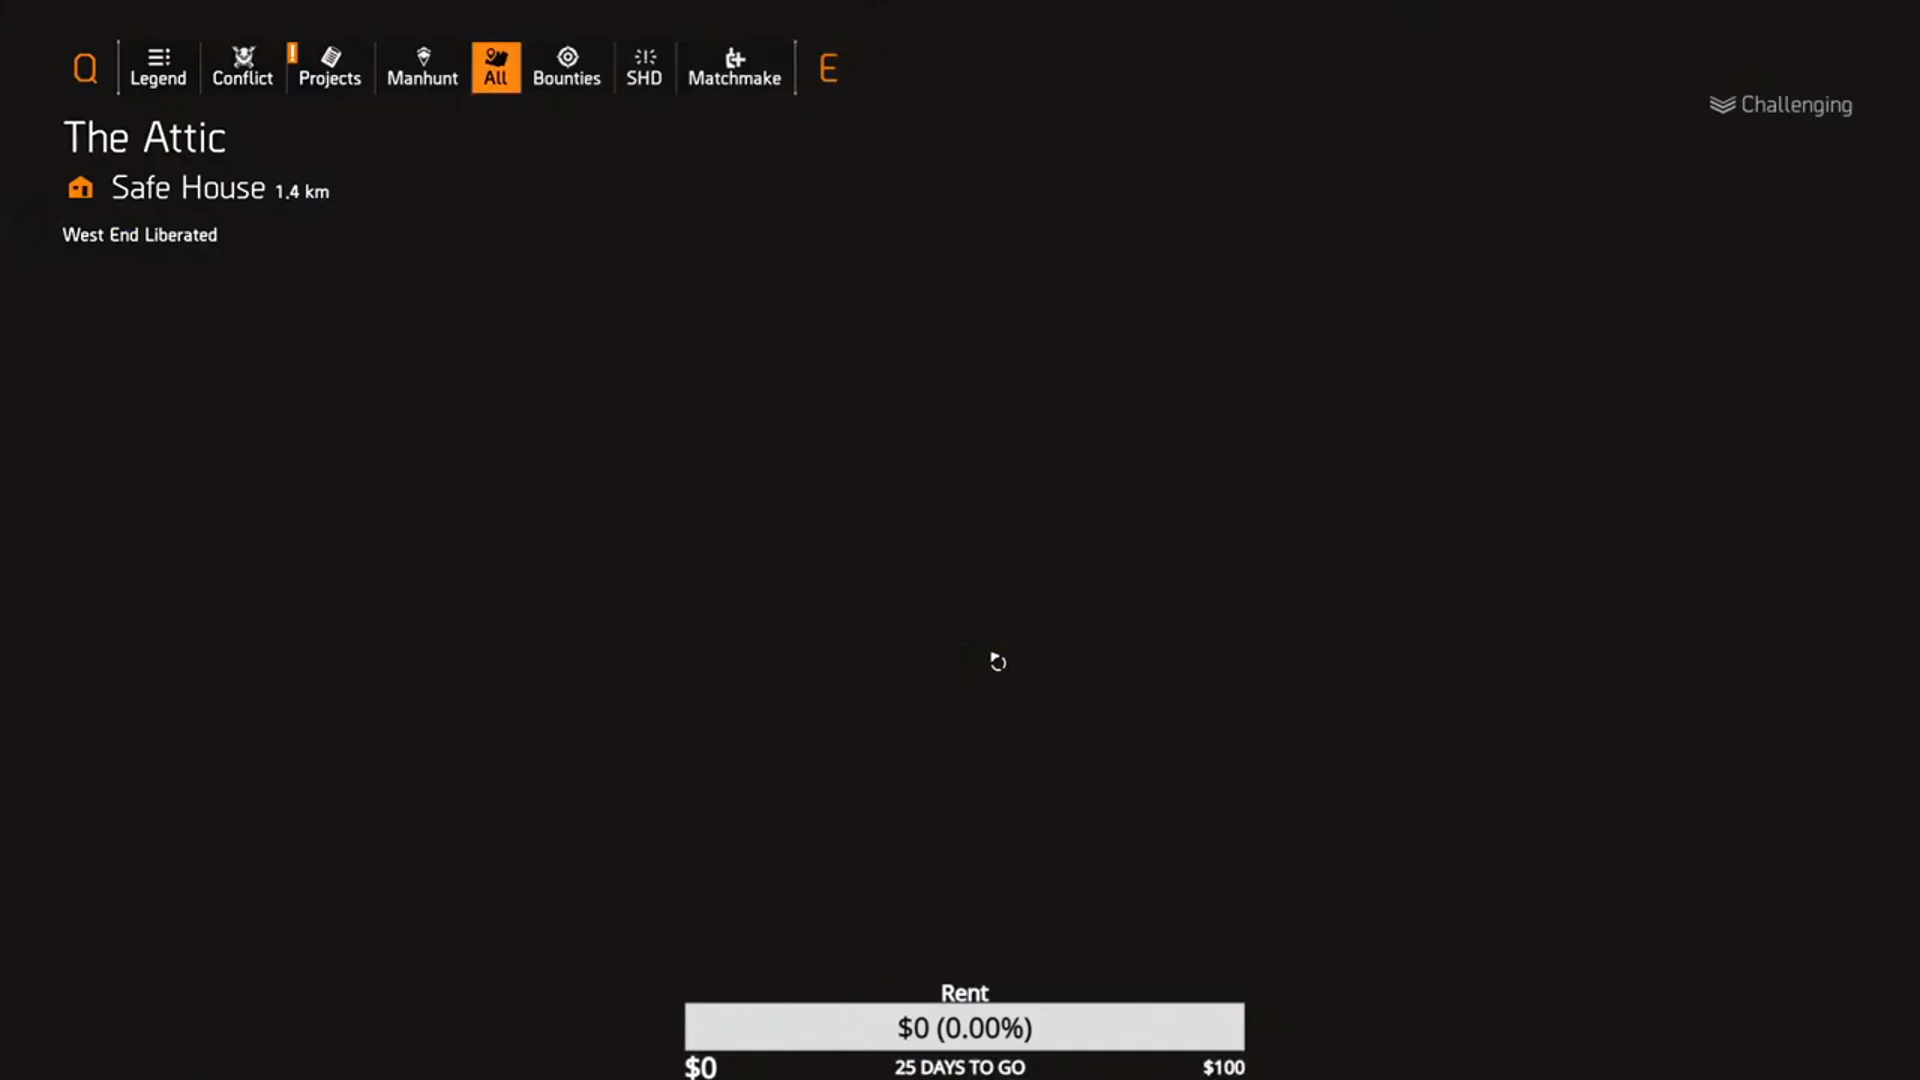 Q Legend Conflict Projects Manhunt All Bounties SHD Matchmake E
Challenging
The Attic
Safe House 1.4 km
West End Liberated
Rent
$0 (0.00%)
$0 25 DAYS TO GO $100